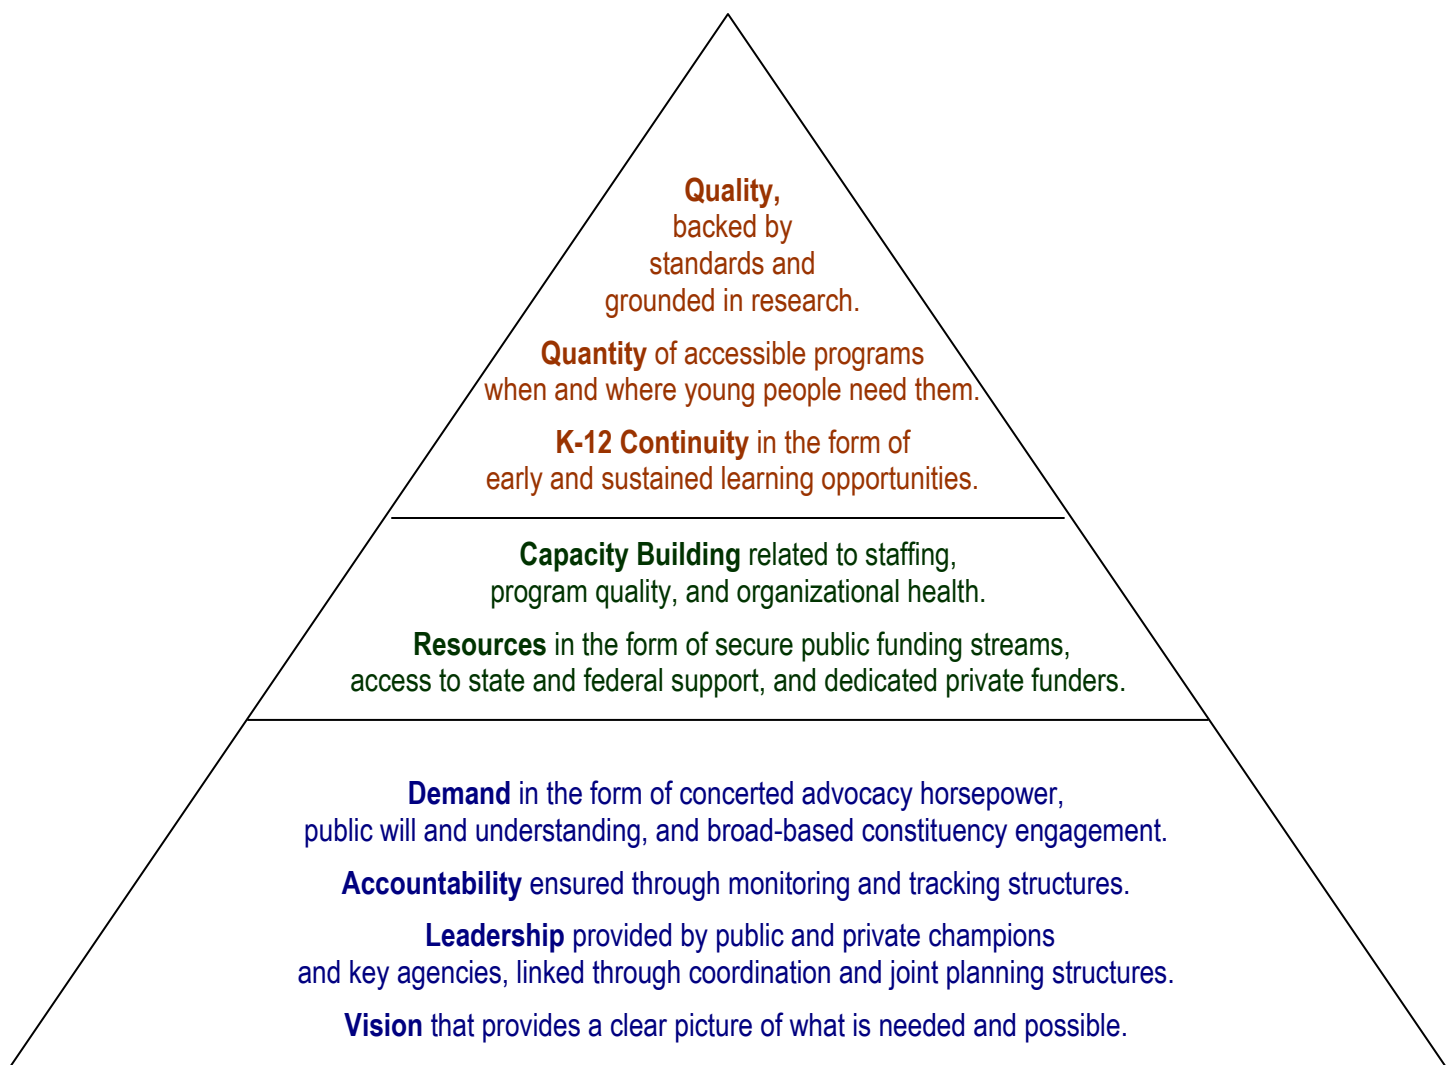 Quality,
backed by
standards and
grounded in research.
Quantity of accessible programs
when and where young people need them.
K-12 Continuity in the form of
early and sustained learning opportunities.
Capacity Building related to staffing,
program quality, and organizational health.
Resources in the form of secure public funding streams,
access to state and federal support, and dedicated private funders.
Demand in the form of concerted advocacy horsepower,
public will and understanding, and broad-based constituency engagement.
Accountability ensured through monitoring and tracking structures.
Leadership provided by public and private champions
and key agencies, linked through coordination and joint planning structures.
Vision that provides a clear picture of what is needed and possible.